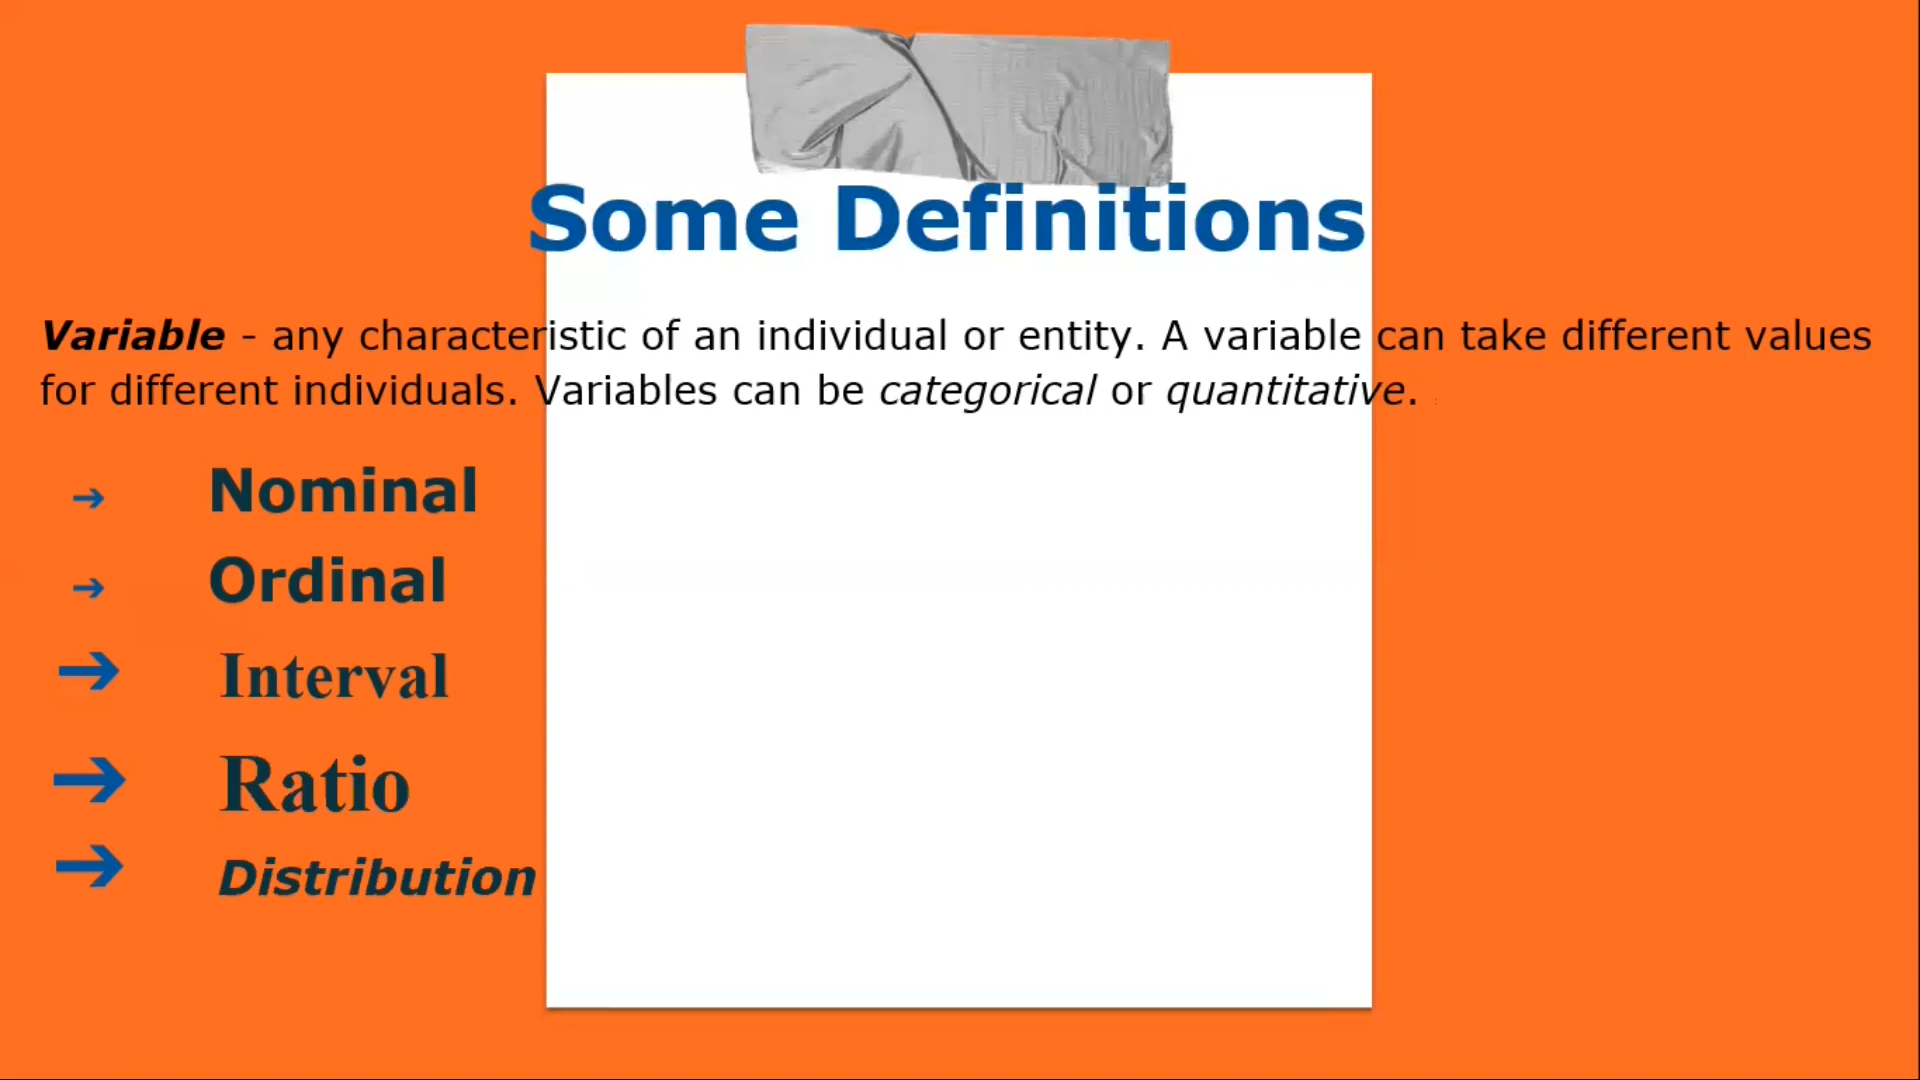 Some Definitions
Variable - any characteristic of an individual or entity. A variable can take different values
for different individuals. Variables can be categorical or quantitative.
➔ Nominal
➔ Ordinal
➔ Interval
➔ Ratio
➔ Distribution